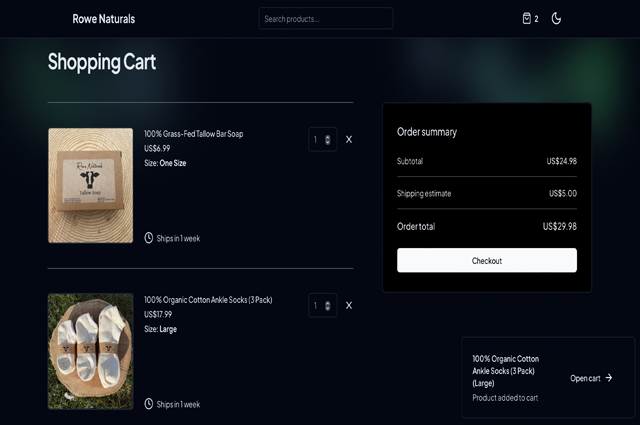 Rowe Naturals
Search products...
2
Shopping Cart
100% Grass-Fed Tallow Bar Soap
US$6.99
Size: One Size
1
X
Ships in 1 week
Rowe Naturals
Tallow Soap
100% Organic Cotton Ankle Socks (3 Pack)
US$17.99
Size: Large
1
X
Ships in 1 week
Order summary
Subtotal US$24.98
Shipping estimate US$5.00
Order total US$29.98
Checkout
100% Organic Cotton
Ankle Socks (3 Pack)
(Large)
Product added to cart
Open cart